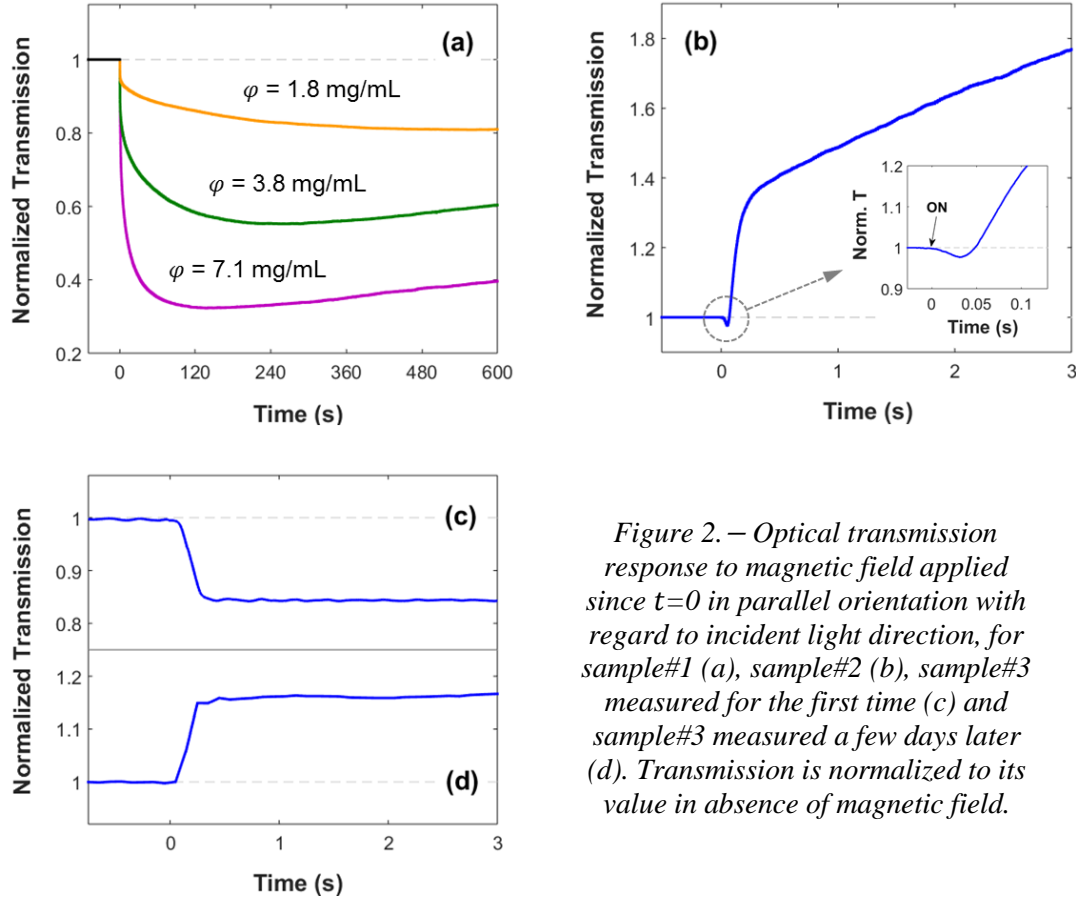 (a)
Normalized Transmission
1
0.8
0.6
0.4
0.2
φ = 1.8 mg/mL
φ = 3.8 mg/mL
φ = 7.1 mg/mL
0 120 240 360 480 600
Time (s)
(b)
Normalized Transmission
1.8
1.6
1.4
1.2
1
Norm. T
1.2
1.1
1
0.9
ON
0 0.05 0.1
Time (s)
0 1 2 3
Time (s)
(c)
Normalized Transmission
1
0.9
0.8
1.2
1.1
1
(d)
0 1 2 3
Time (s)
Figure 2. – Optical transmission
response to magnetic field applied
since t=0 in parallel orientation with
regard to incident light direction, for
sample#1 (a), sample#2 (b), sample#3
measured for the first time (c) and
sample#3 measured a few days later
(d). Transmission is normalized to its
value in absence of magnetic field.